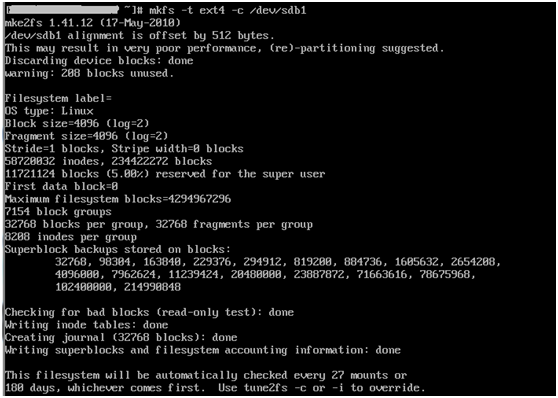 [ ~]# mkfs -t ext4 -c /dev/sdb1
mke2fs 1.41.12 (17-May-2010)
/dev/sdb1 alignment is offset by 512 bytes.
This may result in very poor performance, (re)-partitioning suggested.
Discarding device blocks: done
warning: 208 blocks unused.

Filesystem label=
OS type: Linux
Block size=4096 (log=2)
Fragment size=4096 (log=2)
Stride=1 blocks, Stripe width=0 blocks
58720032 inodes, 234422272 blocks
11721124 blocks (5.00%) reserved for the super user
First data block=0
Maximum filesystem blocks=4294967296
7154 block groups
32768 blocks per group, 32768 fragments per group
8208 inodes per group
Superblock backups stored on blocks:
32768, 98304, 163840, 229376, 294912, 819200, 884736, 1605632, 2654208,
4096000, 7962624, 11239424, 20480000, 23887872, 71663616, 78675968,
102400000, 214990848

Checking for bad blocks (read-only test): done
Writing inode tables: done
Creating journal (32768 blocks): done
Writing superblocks and filesystem accounting information: done

This filesystem will be automatically checked every 27 mounts or
180 days, whichever comes first.  Use tune2fs -c or -i to override.